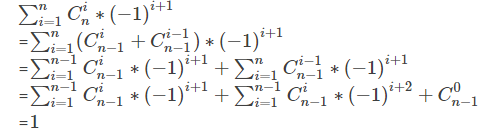 ∑_{i=1}^{n} C_n^i * (-1)^{i+1}
=∑_{i=1}^{n} (C_{n-1}^i + C_{n-1}^{i-1}) * (-1)^{i+1}
=∑_{i=1}^{n-1} C_{n-1}^i * (-1)^{i+1} + ∑_{i=1}^{n} C_{n-1}^{i-1} * (-1)^{i+1}
=∑_{i=1}^{n-1} C_{n-1}^i * (-1)^{i+1} + ∑_{i=1}^{n-1} C_{n-1}^i * (-1)^{i+2} + C_{n-1}^0
=1